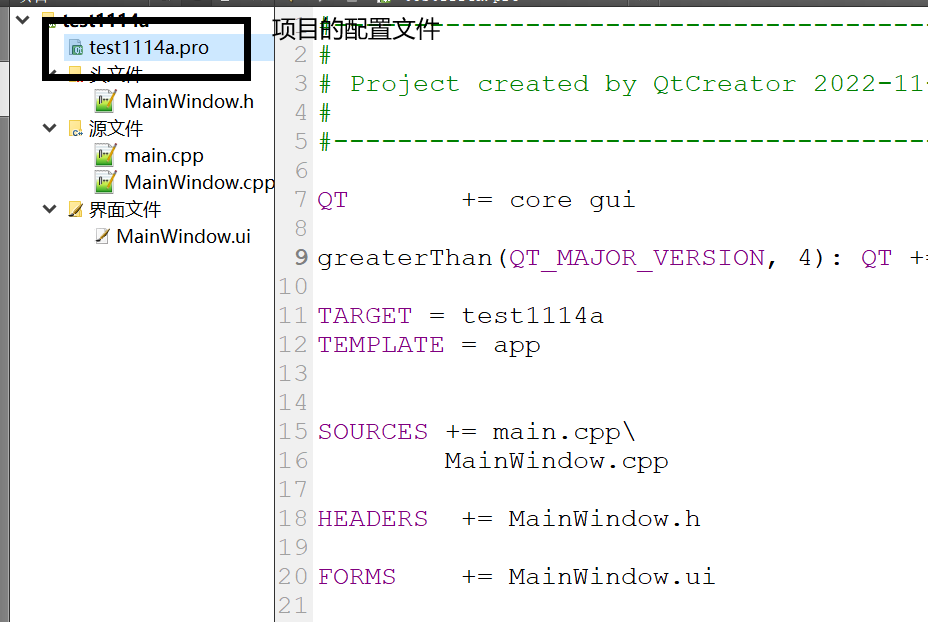 test1114a
test1114a.pro
头文件
MainWindow.h
源文件
main.cpp
MainWindow.cpp
界面文件
MainWindow.ui
项目的配置文件
#----------------------------------------
2 #
3 # Project created by QtCreator 2022-11
4 #
5 #----------------------------------------
6
7 QT += core gui
8
9 greaterThan(QT_MAJOR_VERSION, 4): QT +=
10
11 TARGET = test1114a
12 TEMPLATE = app
13
14
15 SOURCES += main.cpp\
16 MainWindow.cpp
17
18 HEADERS += MainWindow.h
19
20 FORMS += MainWindow.ui
21